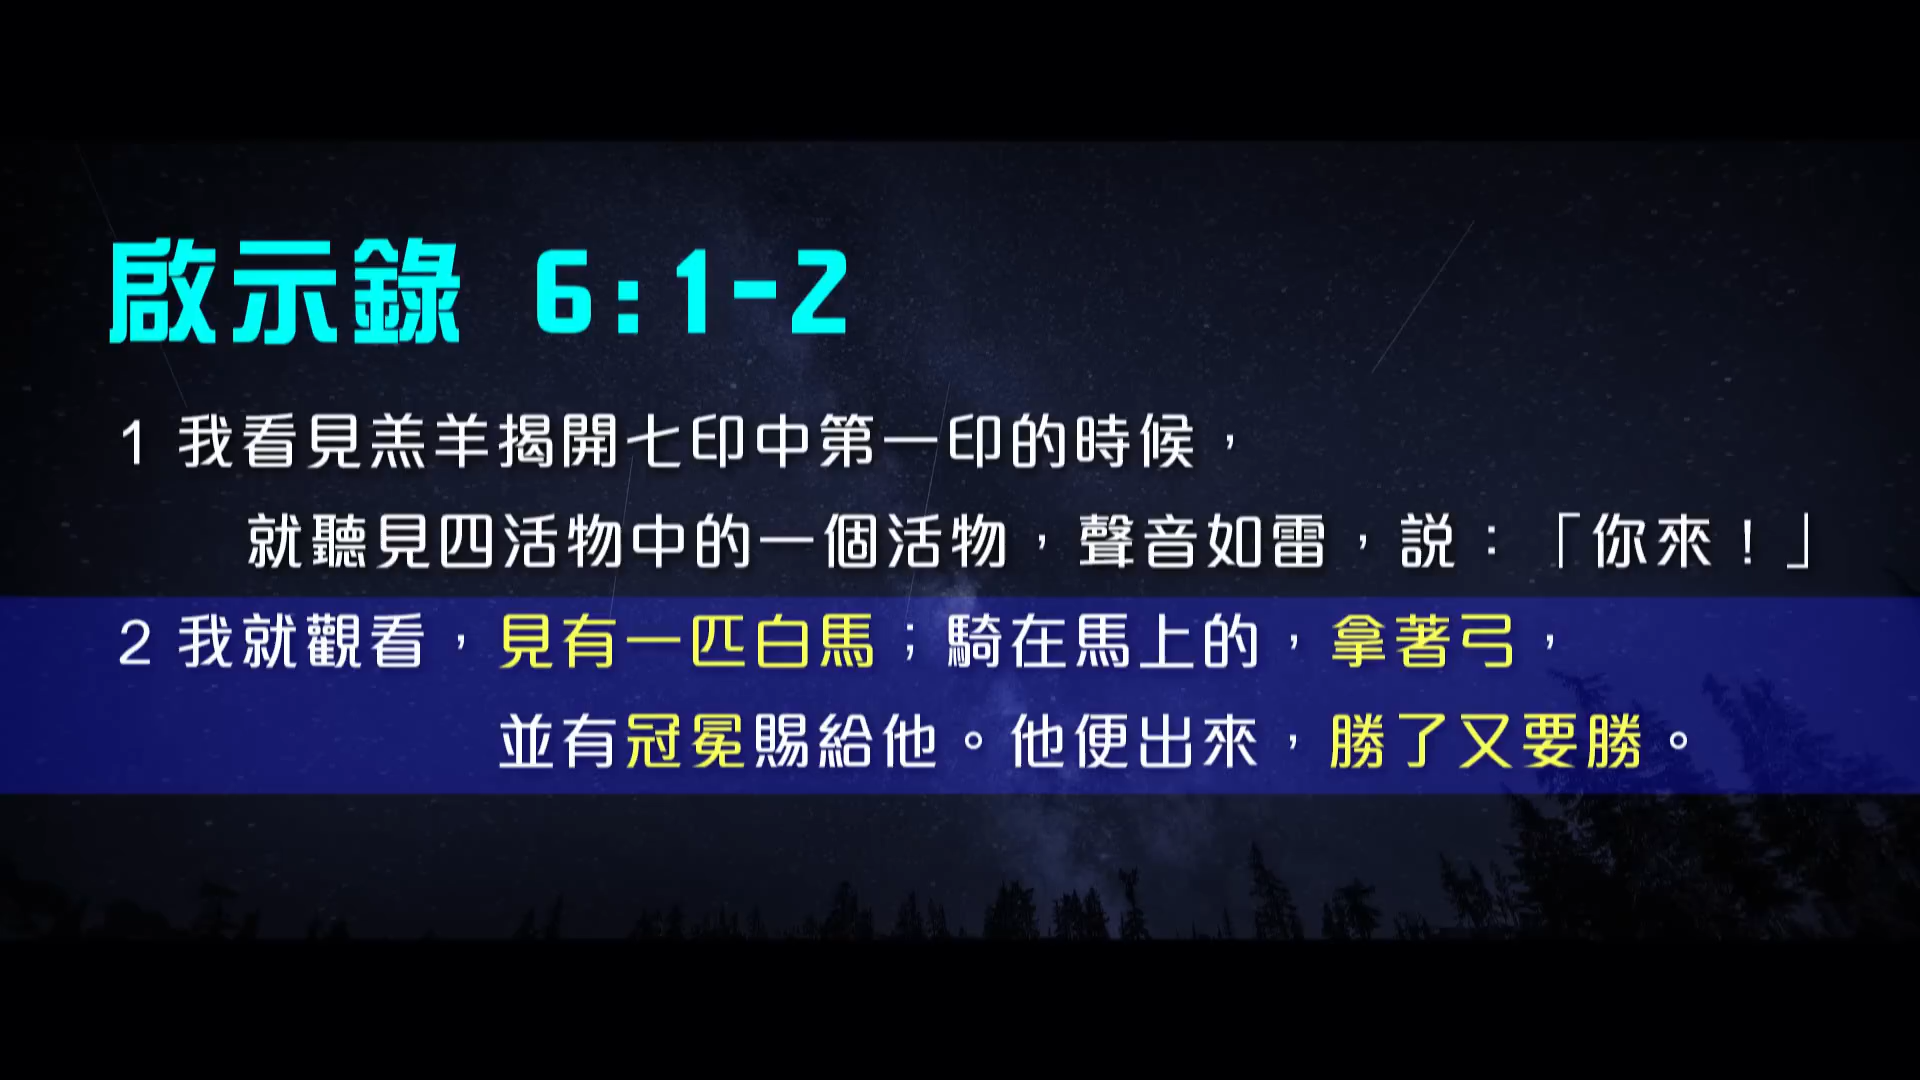 啟示錄 6:1-2
1 我看見羔羊揭開七印中第一印的時候，
就聽見四活物中的一個活物，聲音如雷，説：「你來！」
2 我就觀看，見有一匹白馬；騎在馬上的，拿著弓，
並有冠冕賜給他。他便出來，勝了又要勝。